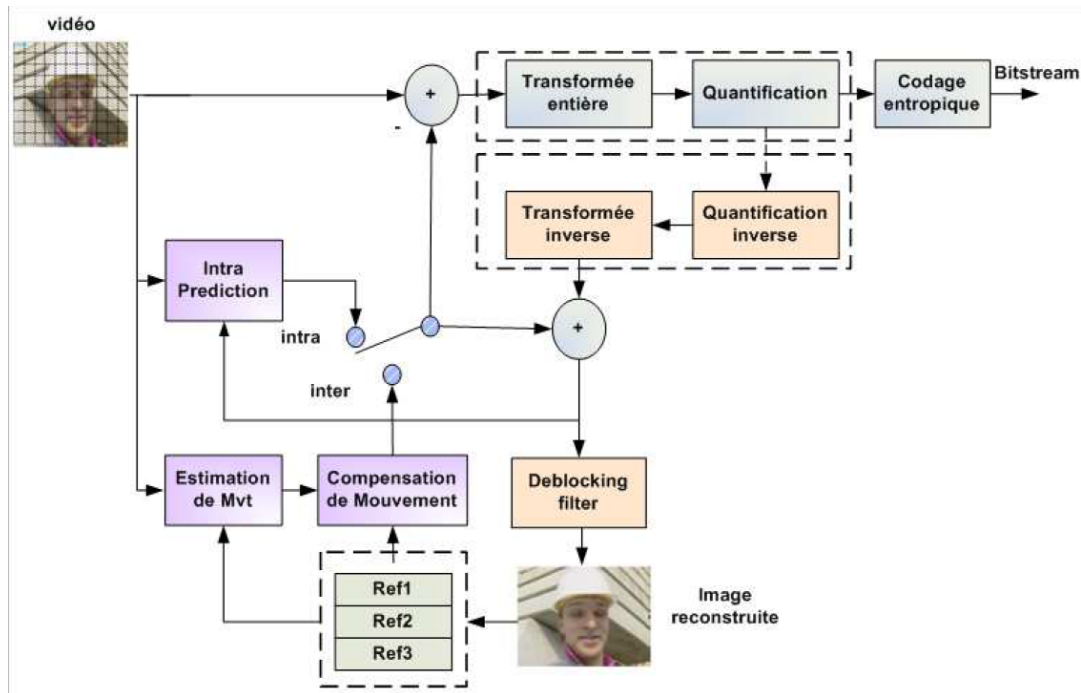 vidéo
+
-
Transformée
entière
Quantification
Codage
entropique
Bitstream
Transformée
inverse
Quantification
inverse
Intra
Prediction
intra
+
inter
Estimation
de Mvt
Compensation
de Mouvement
Deblocking
filter
Ref1
Ref2
Ref3
Image
reconstruite